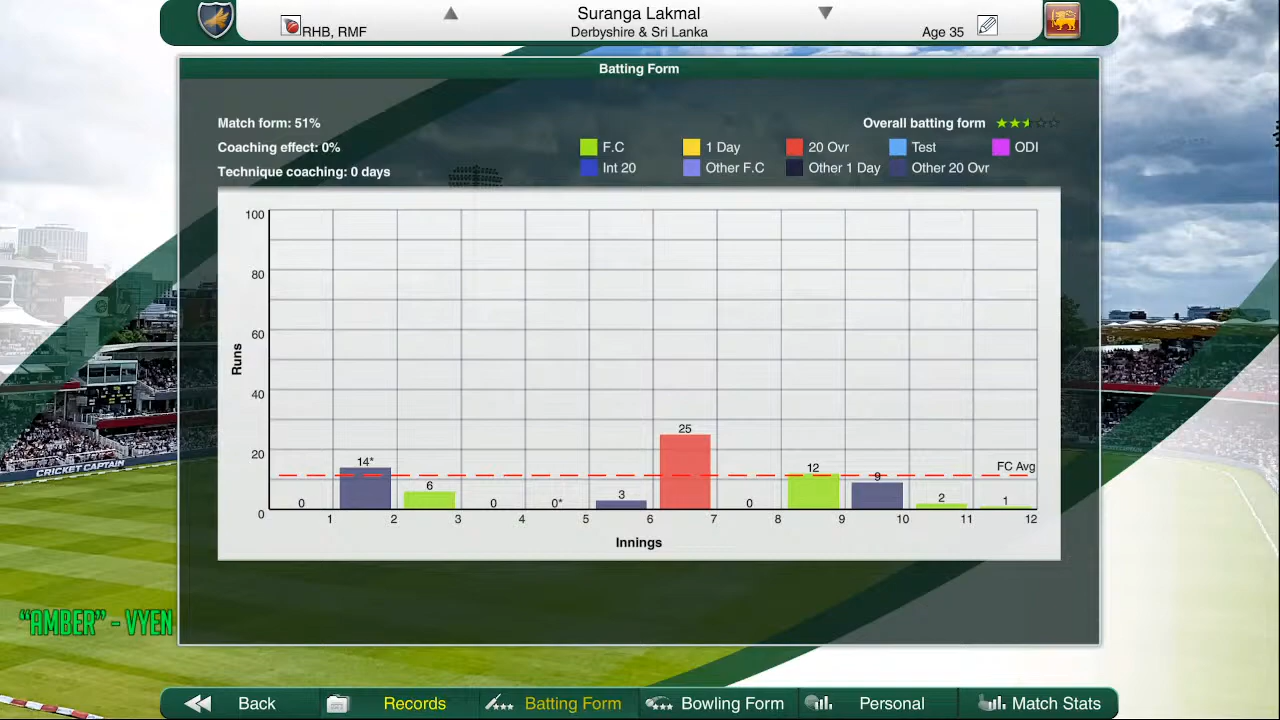 Suranga Lakmal
RHB, RMF
Derbyshire & Sri Lanka
Age 35
Batting Form
Match form: 51%
Overall batting form
Coaching effect: 0%
F.C
1 Day
20 Ovr
Test
ODI
Technique coaching: 0 days
Int 20
Other F.C
Other 1 Day
Other 20 Ovr
100
80
60
40
20
0
Runs
0
14*
6
0
0*
3
25
0
12
9
2
1
FC Avg
1 2 3 4 5 6 7 8 9 10 11 12
Innings
CRICKET CAPTAIN
“AMBER” - VYEN
Back
Records
Batting Form
Bowling Form
Personal
Match Stats